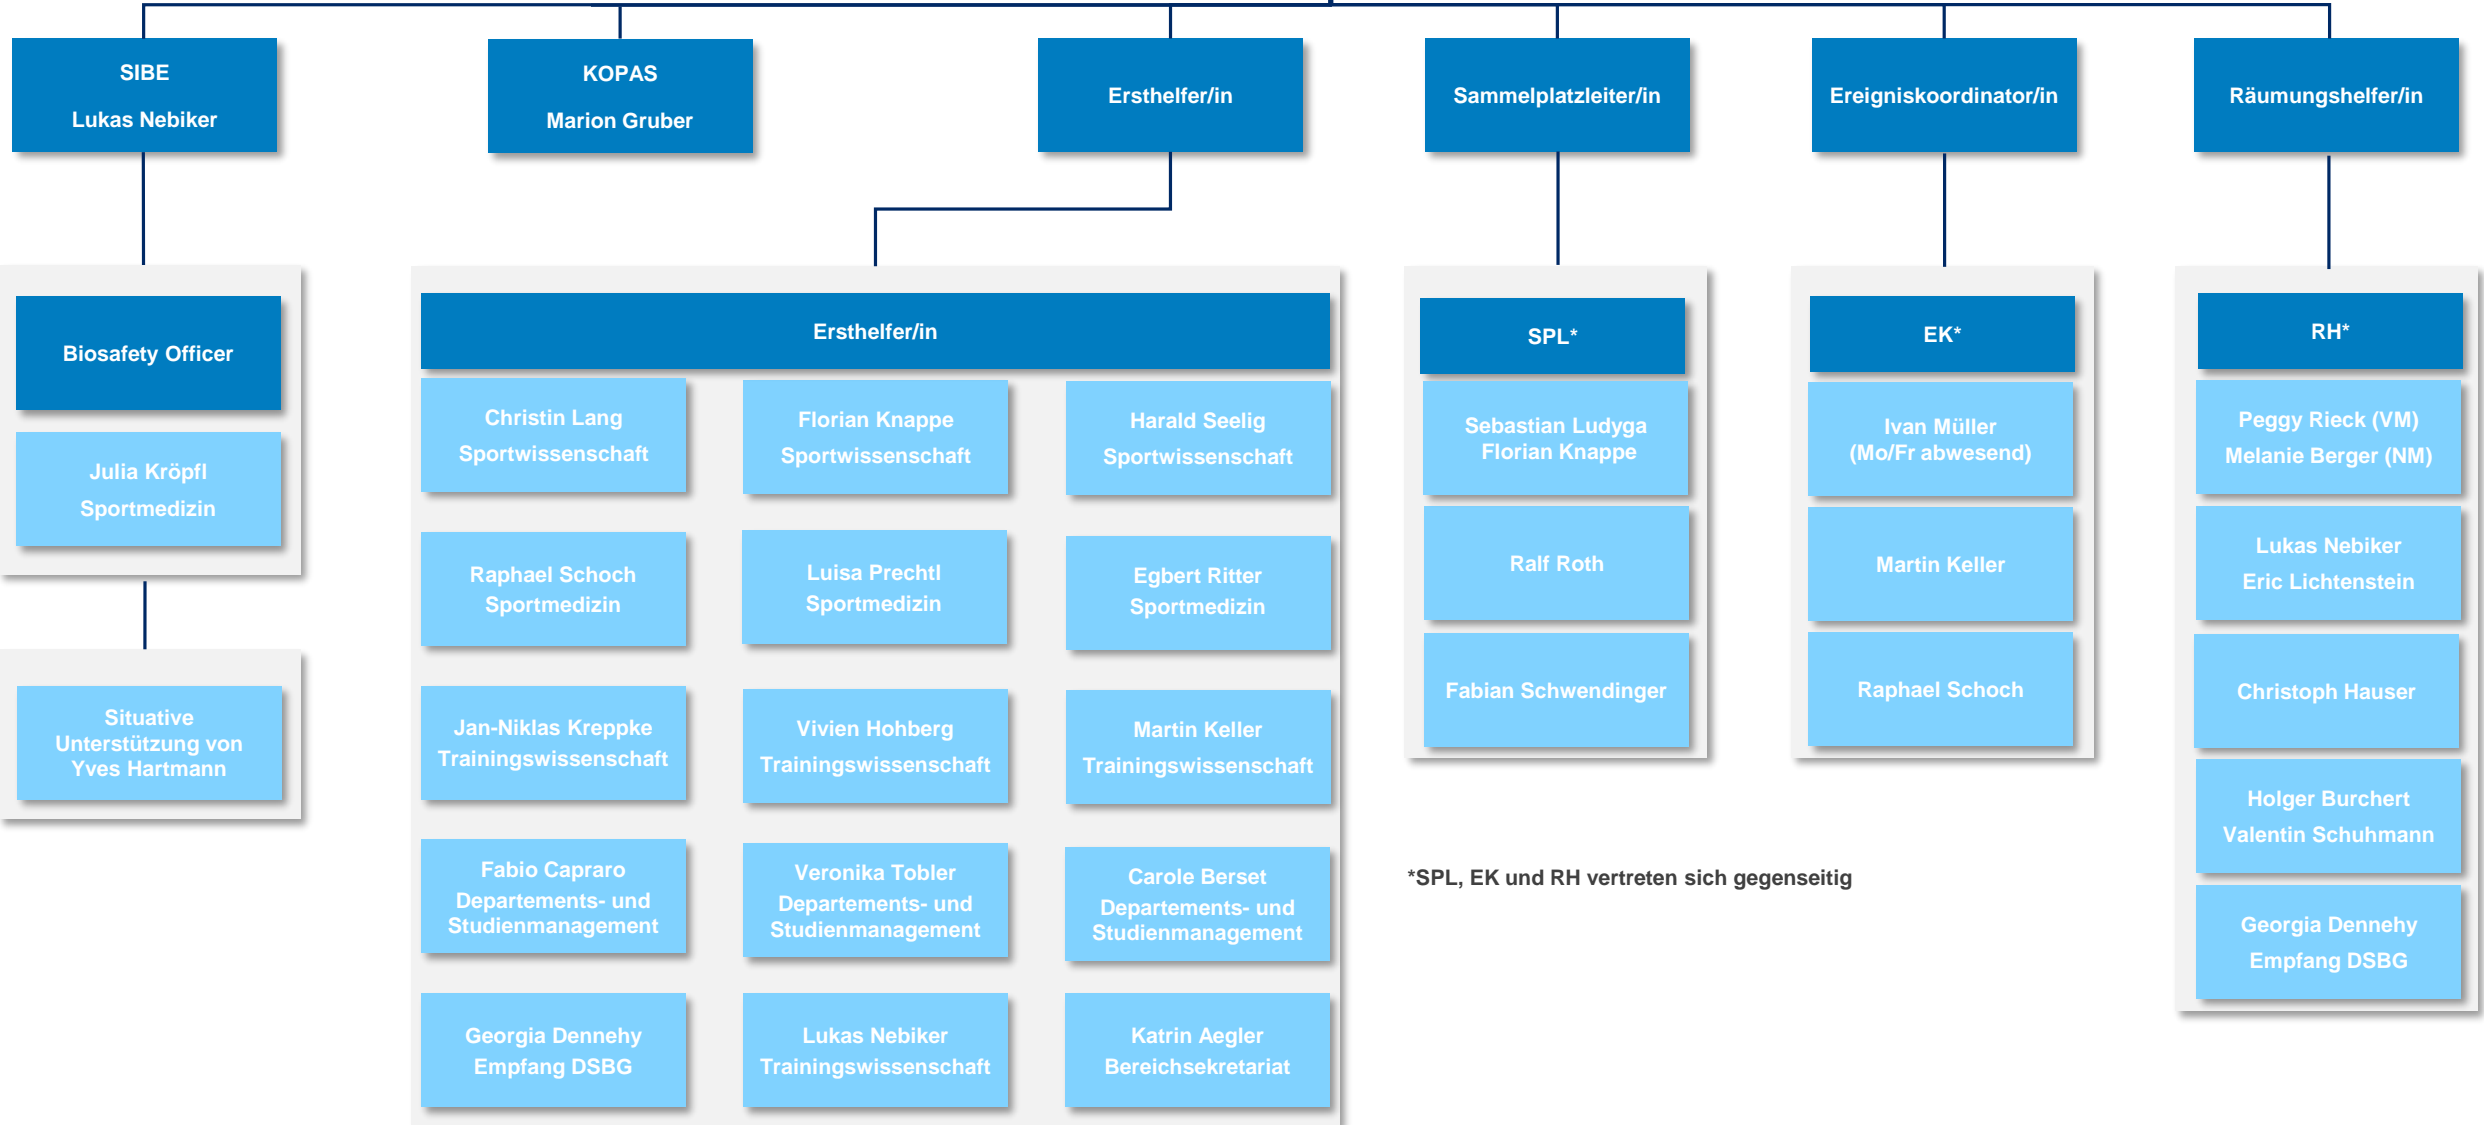 SIBE
Lukas Nebiker
KOPAS
Marion Gruber
Ersthelfer/in
Sammelplatzleiter/in
Ereigniskoordinator/in
Räumungshelfer/in
Biosafety Officer
Julia Kröpfl
Sportmedizin
Situative
Unterstützung von
Yves Hartmann
Ersthelfer/in
Christin Lang
Sportwissenschaft
Florian Knappe
Sportwissenschaft
Harald Seelig
Sportwissenschaft
Raphael Schoch
Sportmedizin
Luisa Prechtl
Sportmedizin
Egbert Ritter
Sportmedizin
Jan-Niklas Kreppke
Trainingswissenschaft
Vivien Hohberg
Trainingswissenschaft
Martin Keller
Trainingswissenschaft
Fabio Capraro
Departements- und
Studienmanagement
Veronika Tobler
Departements- und
Studienmanagement
Carole Berset
Departements- und
Studienmanagement
Georgia Dennehy
Empfang DSBG
Lukas Nebiker
Trainingswissenschaft
Katrin Aegler
Bereichsekretariat
SPL*
Sebastian Ludyga
Florian Knappe
Ralf Roth
Fabian Schwendinger
EK*
Ivan Müller
(Mo/Fr abwesend)
Martin Keller
Raphael Schoch
RH*
Peggy Rieck (VM)
Melanie Berger (NM)
Lukas Nebiker
Eric Lichtenstein
Christoph Hauser
Holger Burchert
Valentin Schuhmann
Georgia Dennehy
Empfang DSBG
*SPL, EK und RH vertreten sich gegenseitig